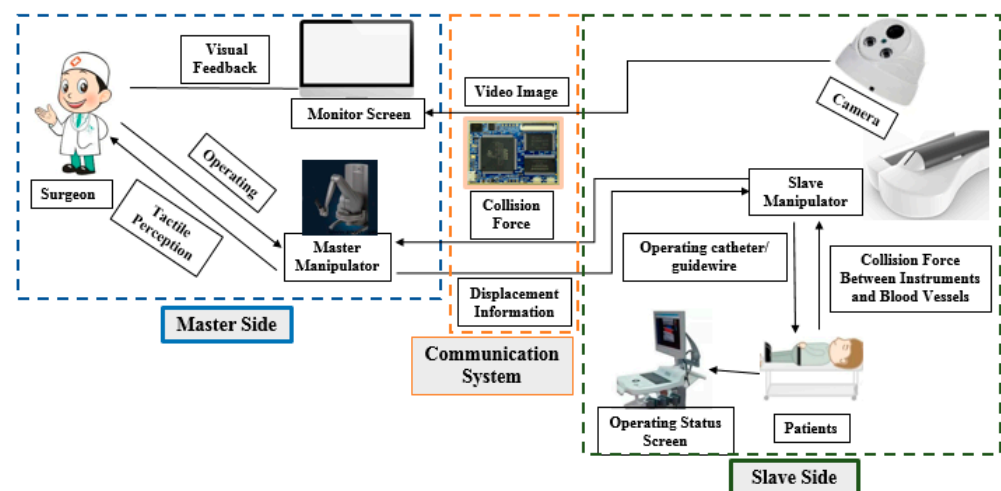 Visual
Feedback
Monitor Screen
Surgeon
Operating
Tactile
Perception
Master
Manipulator
Master Side
Video Image
Collision
Force
Displacement
Information
Communication
System
Camera
Slave
Manipulator
Operating catheter/
guidewire
Collision Force
Between Instruments
and Blood Vessels
Operating Status
Screen
Patients
Slave Side